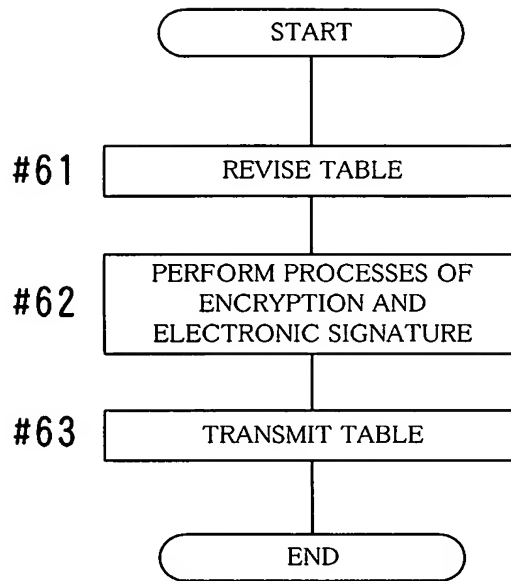 START
#61 REVISE TABLE
#62 PERFORM PROCESSES OF
ENCRYPTION AND
ELECTRONIC SIGNATURE
#63 TRANSMIT TABLE
END